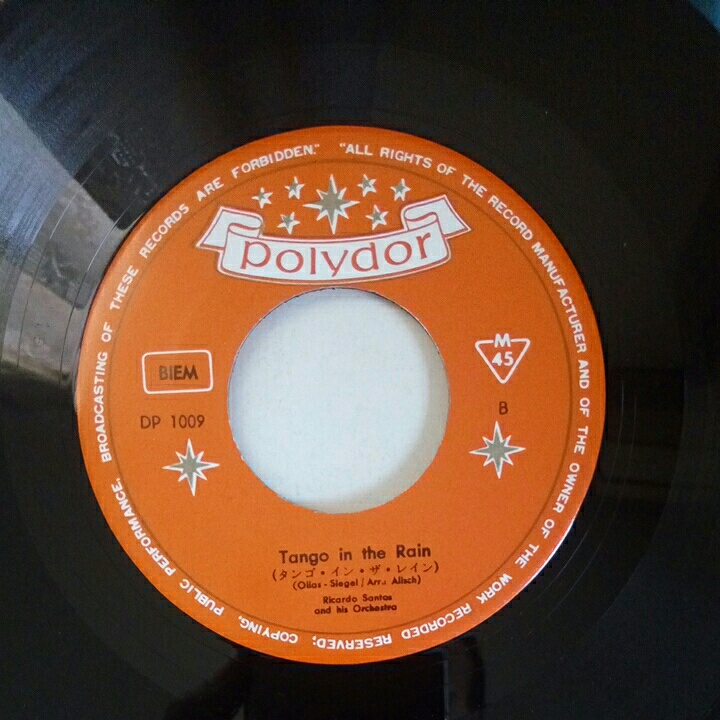 "ALL RIGHTS OF THE RECORD MANUFACTURER AND OF THE OWNER OF THE WORK RECORDED RESERVED; COPYING, PUBLIC PERFORMANCE, BROADCASTING OF THESE RECORDS ARE FORBIDDEN."
polydor
BIEM
M
45
DP 1009
B
Tango in the Rain
(タンゴ・イン・ザ・レイン)
(Olias - Siegel / Arr.: Alisch)
Ricardo Santos
and his Orchestra